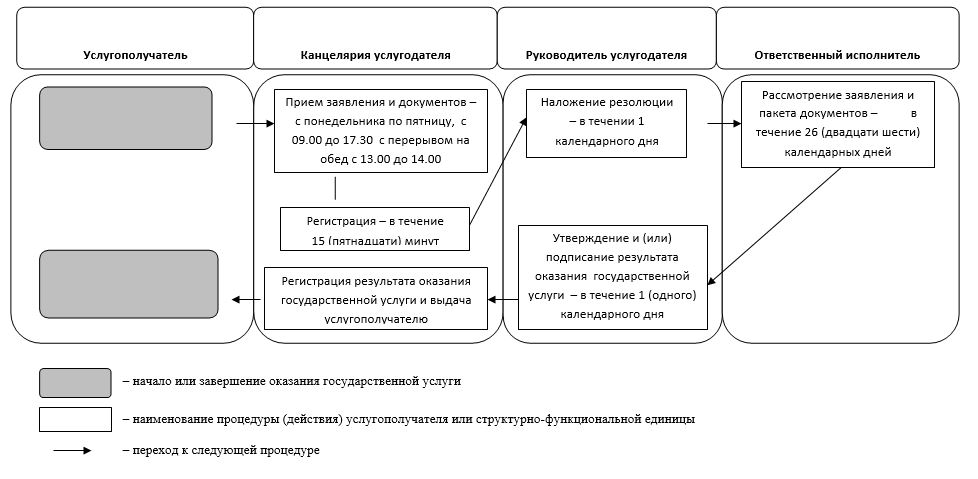 Услугополучатель
Канцелярия услугодателя
Руководитель услугодателя
Ответственный исполнитель
Прием заявления и документов –
с понедельника по пятницу, с
09.00 до 17.30 с перерывом на
обед с 13.00 до 14.00
Регистрация – в течение
15 (пятнадцати) минут
Наложение резолюции
– в течении 1
календарного дня
Рассмотрение заявления и
пакета документов – в
течение 26 (двадцати шести)
календарных дней
Утверждение и (или)
подписание результата
оказания государственной
услуги – в течение 1 (одного)
календарного дня
Регистрация результата оказания
государственной услуги и выдача
услугополучателю
– начало или завершение оказания государственной услуги
– наименование процедуры (действия) услугополучателя или структурно-функциональной единицы
– переход к следующей процедуре